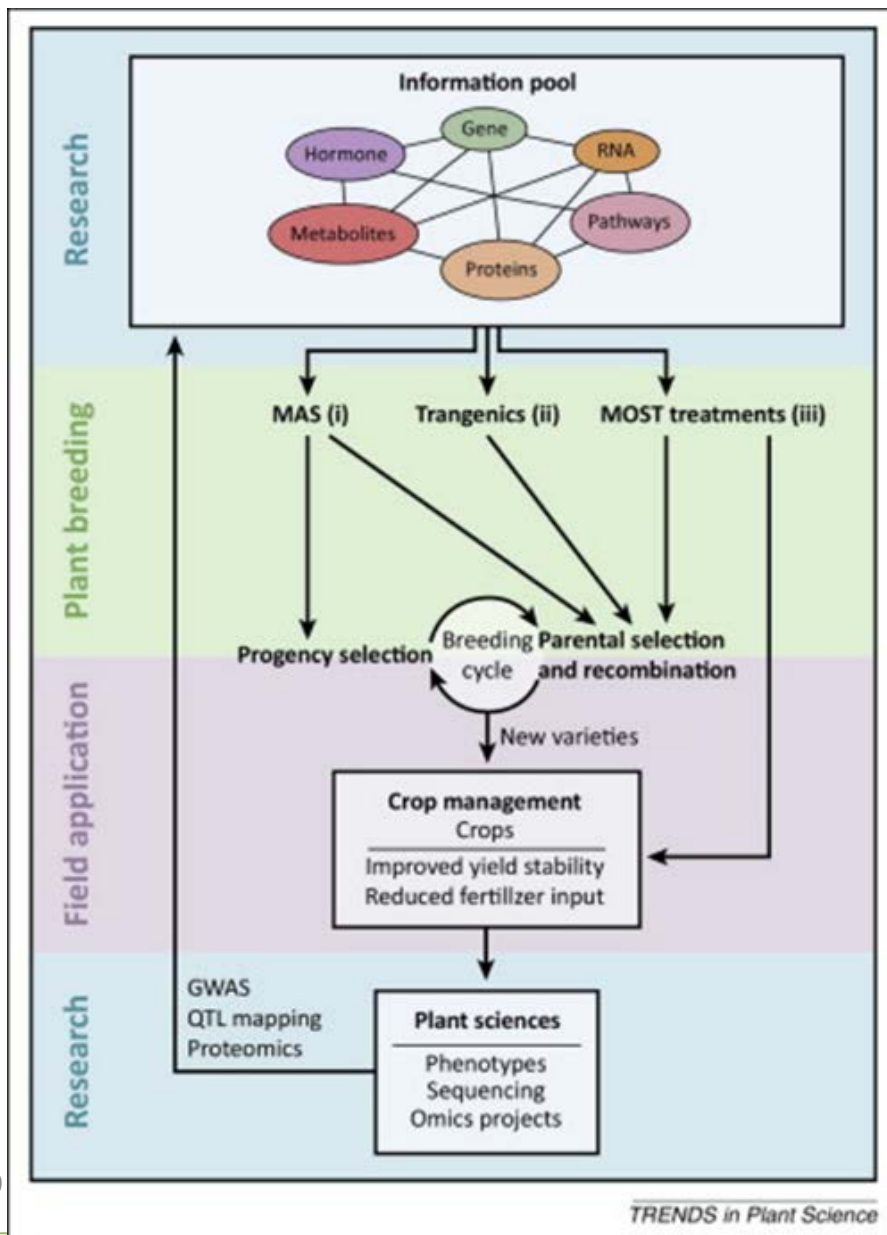 Research
Information pool
Gene
Hormone
RNA
Metabolites
Pathways
Proteins
Plant breeding
MAS (i)
Trangenics (ii)
MOST treatments (iii)
Progency selection
Breeding
cycle
Parental selection
and recombination
Field application
New varieties
Crop management
Crops
Improved yield stability
Reduced fertillzer input
Research
GWAS
QTL mapping
Proteomics
Plant sciences
Phenotypes
Sequencing
Omics projects
TRENDS in Plant Science